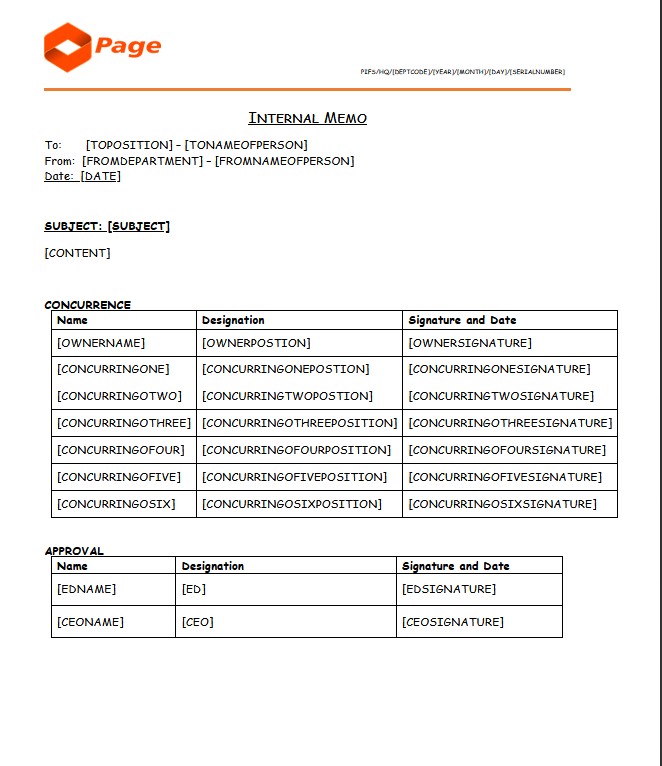 Page
PIFS/HQ/[DEPTCODE]/[YEAR]/[MONTH]/[DAY]/[SERIALNUMBER]
INTERNAL MEMO
To: [TOPOSITION] – [TONAMEOFPERSON]
From: [FROMDEPARTMENT] – [FROMNAMEOFPERSON]
Date: [DATE]
SUBJECT: [SUBJECT]
[CONTENT]
CONCURRENCE
Name Designation Signature and Date
[OWNERNAME] [OWNERPOSTION] [OWNERSIGNATURE]
[CONCURRINGONE] [CONCURRINGONEPOSTION] [CONCURRINGONESIGNATURE]
[CONCURRINGOTWO] [CONCURRINGTWOPOSTION] [CONCURRINGTWOSIGNATURE]
[CONCURRINGOTHREE] [CONCURRINGOTHREEPOSITION] [CONCURRINGOTHREESIGNATURE]
[CONCURRINGOFOUR] [CONCURRINGOFOURPOSITION] [CONCURRINGOFOURSIGNATURE]
[CONCURRINGOFIVE] [CONCURRINGOFIVEPOSITION] [CONCURRINGOFIVESIGNATURE]
[CONCURRINGOSIX] [CONCURRINGOSIXPOSITION] [CONCURRINGOSIXSIGNATURE]
APPROVAL
Name Designation Signature and Date
[EDNAME] [ED] [EDSIGNATURE]
[CEONAME] [CEO] [CEOSIGNATURE]